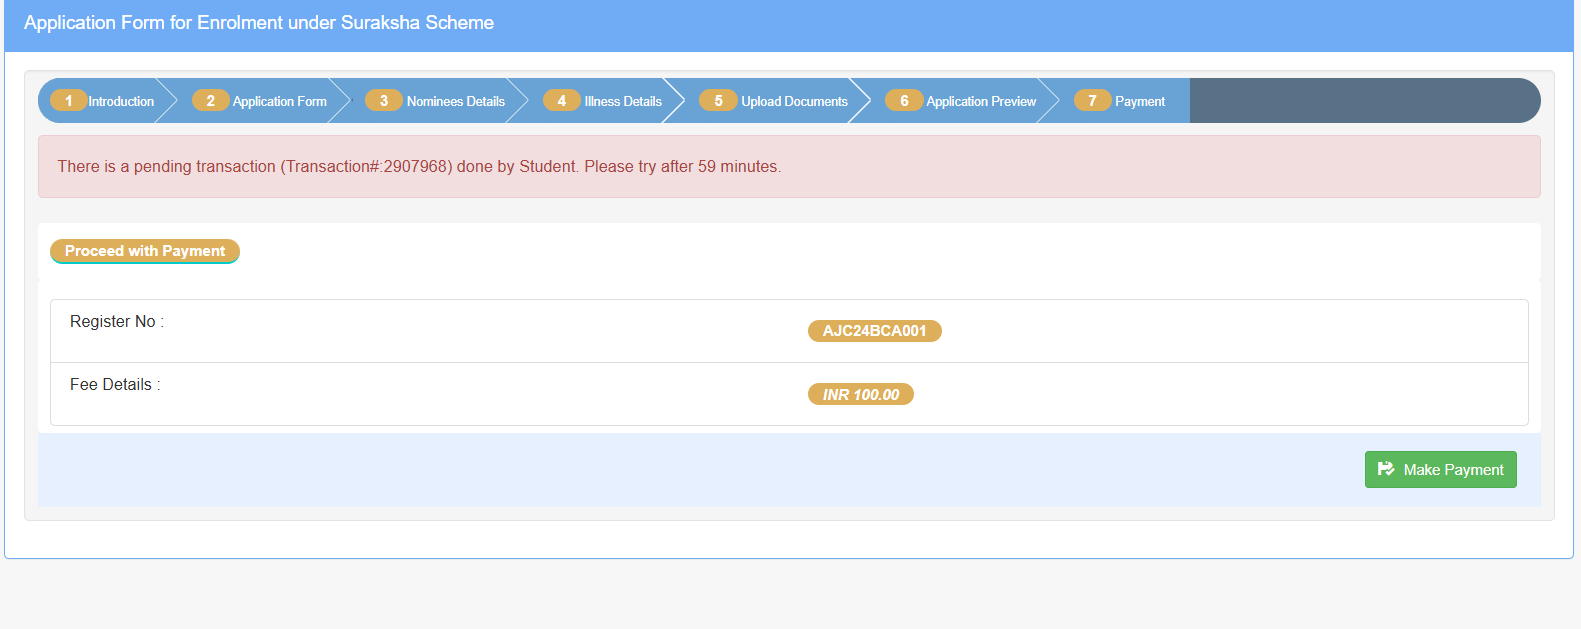 Application Form for Enrolment under Suraksha Scheme
1 Introduction 2 Application Form 3 Nominees Details 4 Illness Details 5 Upload Documents 6 Application Preview 7 Payment
There is a pending transaction (Transaction#:2907968) done by Student. Please try after 59 minutes.
Proceed with Payment
Register No : AJC24BCA001
Fee Details : INR 100.00
Make Payment